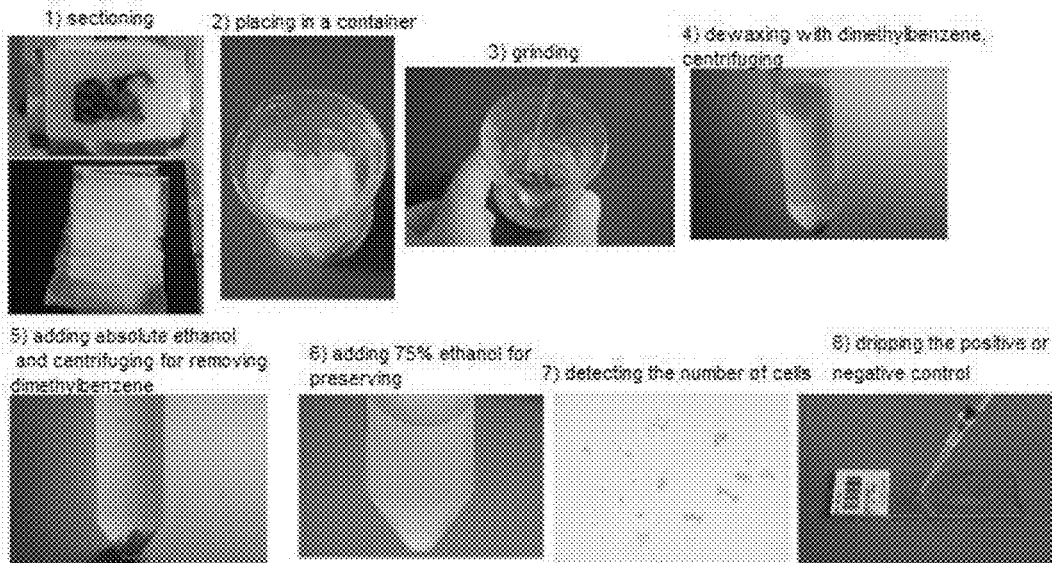 1) sectioning
2) placing in a container
3) grinding
4) dewaxing with dimethylbenzene,
centrifuging
5) adding absolute ethanol
and centrifuging for removing
dimethylbenzene
6) adding 75% ethanol for
preserving
7) detecting the number of cells
8) dripping the positive or
negative control